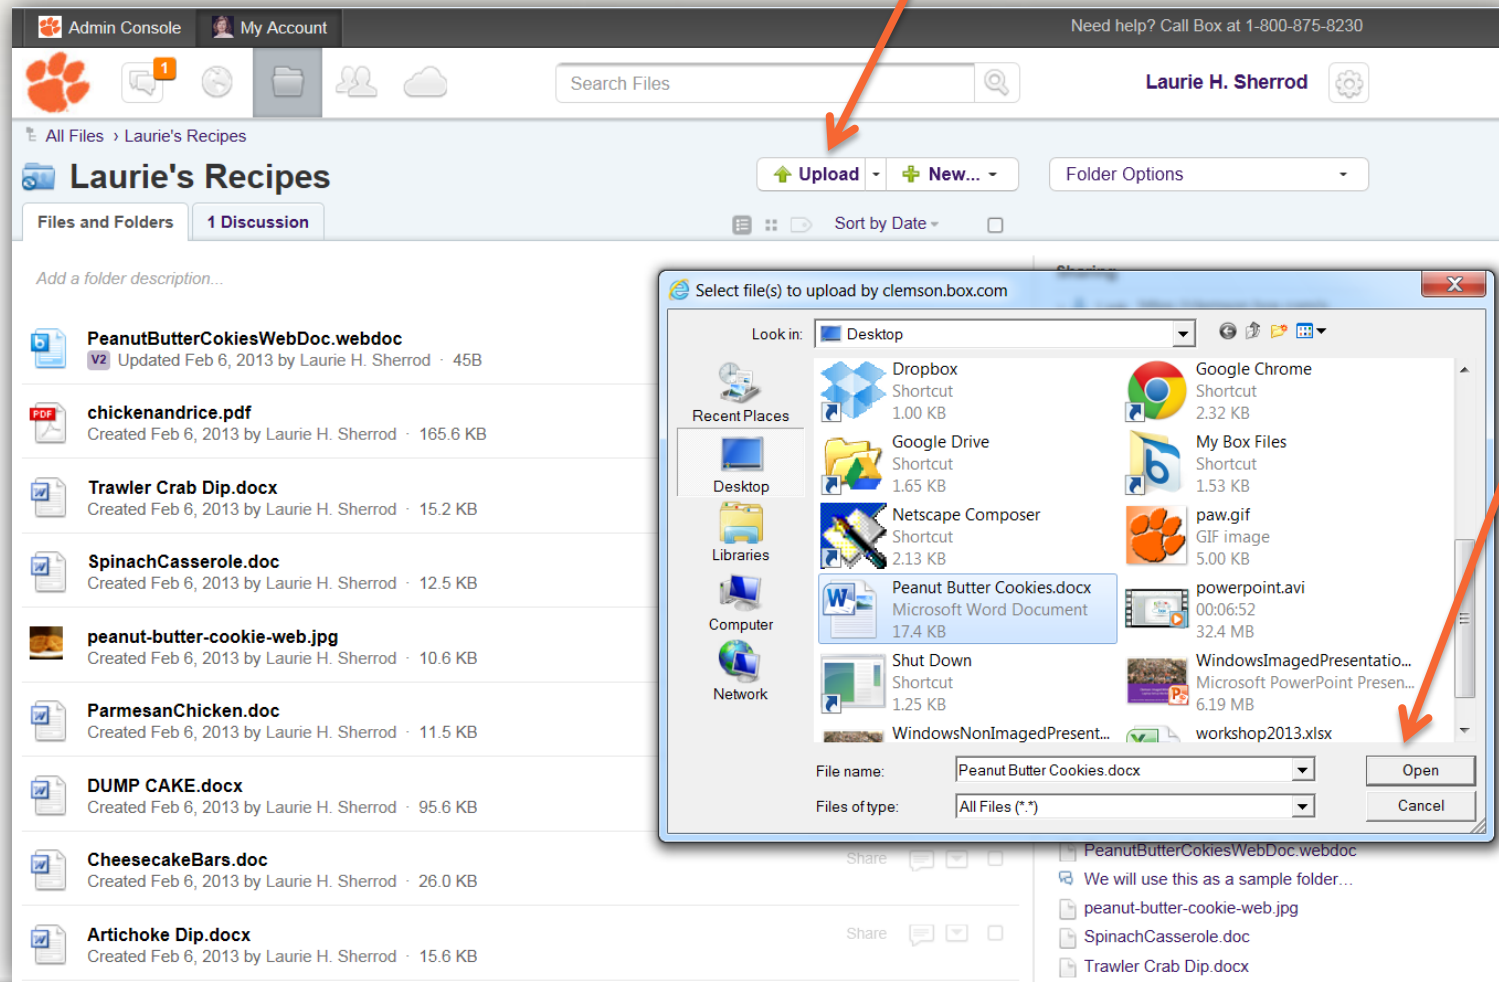 Admin Console
My Account
Need help? Call Box at 1-800-875-8230
1
Search Files
Laurie H. Sherrod
All Files › Laurie's Recipes
Laurie's Recipes
Upload
New...
Folder Options
Files and Folders
1 Discussion
Sort by Date
Add a folder description...
Sharing
PeanutButterCokiesWebDoc.webdoc
V2 Updated Feb 6, 2013 by Laurie H. Sherrod · 45B
PDF
chickenandrice.pdf
Created Feb 6, 2013 by Laurie H. Sherrod · 165.6 KB
Trawler Crab Dip.docx
Created Feb 6, 2013 by Laurie H. Sherrod · 15.2 KB
SpinachCasserole.doc
Created Feb 6, 2013 by Laurie H. Sherrod · 12.5 KB
peanut-butter-cookie-web.jpg
Created Feb 6, 2013 by Laurie H. Sherrod · 10.6 KB
ParmesanChicken.doc
Created Feb 6, 2013 by Laurie H. Sherrod · 11.5 KB
DUMP CAKE.docx
Created Feb 6, 2013 by Laurie H. Sherrod · 95.6 KB
CheesecakeBars.doc
Created Feb 6, 2013 by Laurie H. Sherrod · 26.0 KB
Share
Artichoke Dip.docx
Created Feb 6, 2013 by Laurie H. Sherrod · 15.6 KB
Share
Select file(s) to upload by clemson.box.com
Look in:
Desktop
Recent Places
Desktop
Libraries
Computer
Network
Dropbox
Shortcut
1.00 KB
Google Chrome
Shortcut
2.32 KB
Google Drive
Shortcut
1.65 KB
My Box Files
Shortcut
1.53 KB
Netscape Composer
Shortcut
2.13 KB
paw.gif
GIF image
5.00 KB
Peanut Butter Cookies.docx
Microsoft Word Document
17.4 KB
powerpoint.avi
00:06:52
32.4 MB
Shut Down
Shortcut
1.25 KB
WindowsImagedPresentatio...
Microsoft PowerPoint Presen...
6.19 MB
WindowsNonImagedPresent...
workshop2013.xlsx
File name:
Peanut Butter Cookies.docx
Open
Files of type:
All Files (*.*)
Cancel
PeanutButterCokiesWebDoc.webdoc
We will use this as a sample folder...
peanut-butter-cookie-web.jpg
SpinachCasserole.doc
Trawler Crab Dip.docx